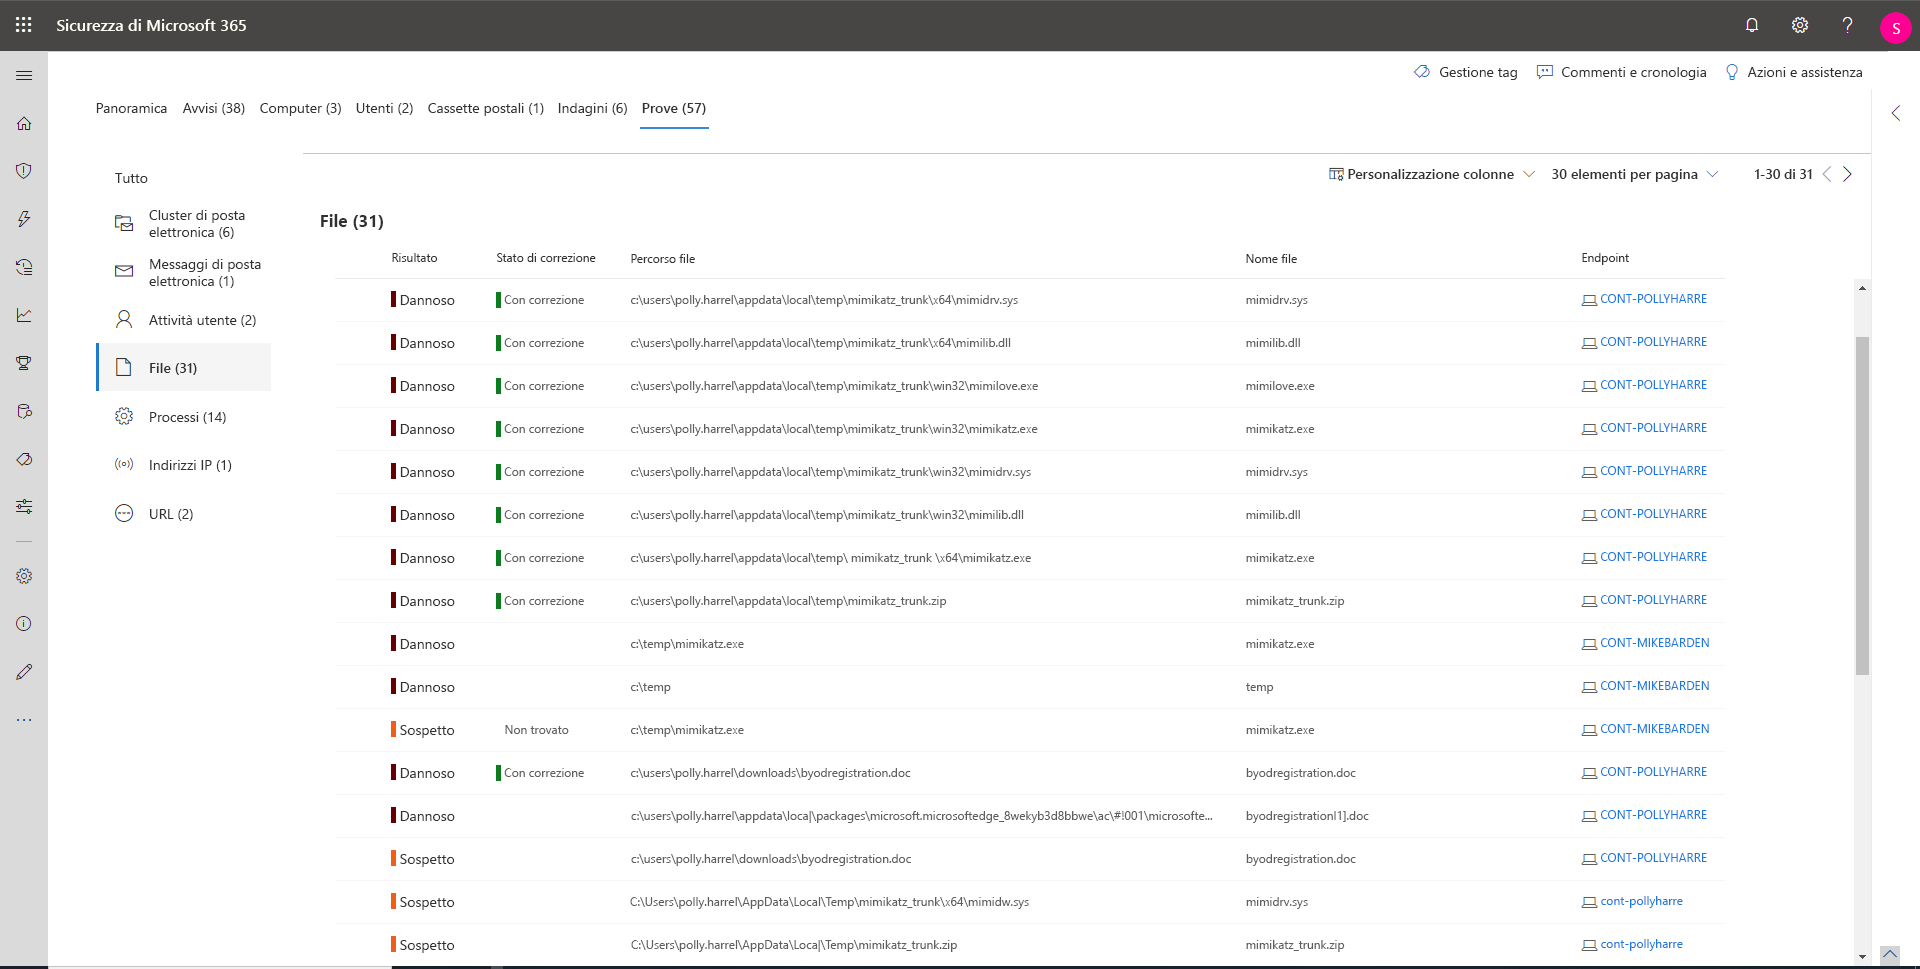 Sicurezza di Microsoft 365
S
Gestione tag Commenti e cronologia Azioni e assistenza
Panoramica Avvisi (38) Computer (3) Utenti (2) Cassette postali (1) Indagini (6) Prove (57)
Tutto
Cluster di posta
elettronica (6)
Messaggi di posta
elettronica (1)
Attività utente (2)
File (31)
Processi (14)
Indirizzi IP (1)
URL (2)
Personalizzazione colonne 30 elementi per pagina 1-30 di 31
File (31)
Risultato Stato di correzione Percorso file Nome file Endpoint
Dannoso Con correzione c:\users\polly.harrel\appdata\local\temp\mimikatz_trunk\x64\mimidrv.sys mimidrv.sys CONT-POLLYHARRE
Dannoso Con correzione c:\users\polly.harrel\appdata\local\temp\mimikatz_trunk\x64\mimilib.dll mimilib.dll CONT-POLLYHARRE
Dannoso Con correzione c:\users\polly.harrel\appdata\local\temp\mimikatz_trunk\win32\mimilove.exe mimilove.exe CONT-POLLYHARRE
Dannoso Con correzione c:\users\polly.harrel\appdata\local\temp\mimikatz_trunk\win32\mimikatz.exe mimikatz.exe CONT-POLLYHARRE
Dannoso Con correzione c:\users\polly.harrel\appdata\local\temp\mimikatz_trunk\win32\mimidrv.sys mimidrv.sys CONT-POLLYHARRE
Dannoso Con correzione c:\users\polly.harrel\appdata\local\temp\mimikatz_trunk\win32\mimilib.dll mimilib.dll CONT-POLLYHARRE
Dannoso Con correzione c:\users\polly.harrel\appdata\local\temp\ mimikatz_trunk \x64\mimikatz.exe mimikatz.exe CONT-POLLYHARRE
Dannoso Con correzione c:\users\polly.harrel\appdata\local\temp\mimikatz_trunk.zip mimikatz_trunk.zip CONT-POLLYHARRE
Dannoso c:\temp\mimikatz.exe mimikatz.exe CONT-MIKEBARDEN
Dannoso c:\temp temp CONT-MIKEBARDEN
Sospetto Non trovato c:\temp\mimikatz.exe mimikatz.exe CONT-MIKEBARDEN
Dannoso Con correzione c:\users\polly.harrel\downloads\byodregistration.doc byodregistration.doc CONT-POLLYHARRE
Dannoso c:\users\polly.harrel\appdata\loca|\packages\microsoft.microsoftedge_8wekyb3d8bbwe\ac\#!001\microsofte... byodregistration|1].doc CONT-POLLYHARRE
Sospetto c:\users\polly.harrel\downloads\byodregistration.doc byodregistration.doc CONT-POLLYHARRE
Sospetto C:\Users\polly.harrel\AppData\Local\Temp\mimikatz_trunk\x64\mimidw.sys mimidrv.sys cont-pollyharre
Sospetto C:\Users\polly.harrel\AppData\Loca|\Temp\mimikatz_trunk.zip mimikatz_trunk.zip cont-pollyharre